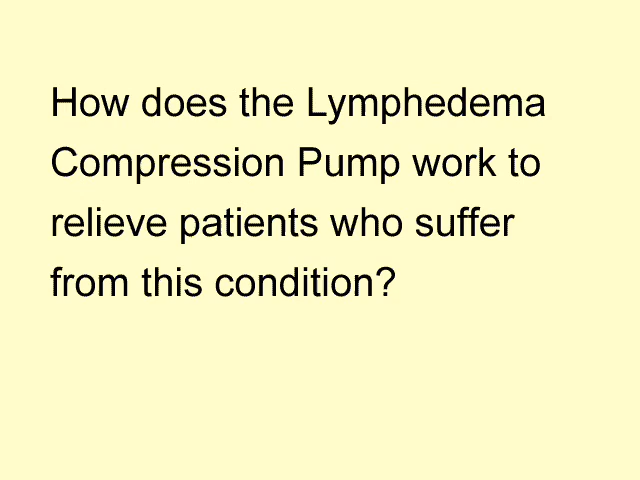 How does the Lymphedema
Compression Pump work to
relieve patients who suffer
from this condition?